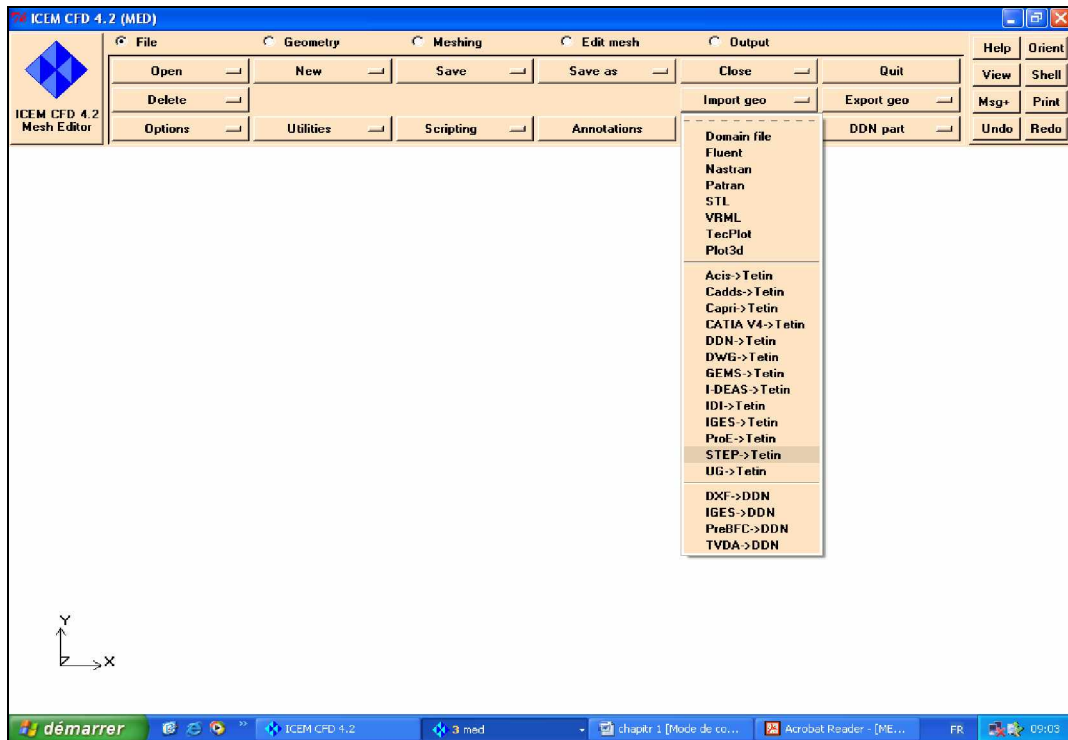 ICEM CFD 4.2 (MED)
File Geometry Meshing Edit mesh Output
Help Orient
Open New Save Save as Close Quit
View Shell
Delete Import geo Export geo
Msg+ Print
ICEM CFD 4.2
Mesh Editor
Options Utilities Scripting Annotations DDN part
Undo Redo
Domain file
Fluent
Nastran
Patran
STL
VRML
TecPlot
Plot3d
Acis->Tetin
Cadds->Tetin
Capri->Tetin
CATIA V4->Tetin
DDN->Tetin
DWG->Tetin
GEMS->Tetin
I-DEAS->Tetin
IDI->Tetin
IGES->Tetin
ProE->Tetin
STEP->Tetin
UG->Tetin
DXF->DDN
IGES->DDN
PreBFC->DDN
TVDA->DDN
Y
Z X
démarrer » ICEM CFD 4.2 3 med chapitr 1 [Mode de co... Acrobat Reader - [ME... FR 09:03